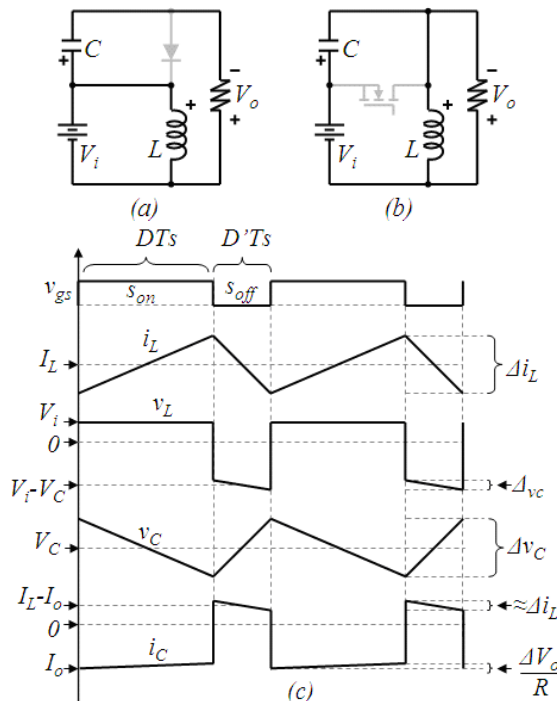 C
V_i
L
V_o
+
−
(a)
C
V_i
L
V_o
+
−
(b)
DTs D'Ts
v_gs s_on s_off
I_L i_L Δi_L
V_i v_L
0
V_i-V_C Δ_vc
V_C v_C Δv_C
I_L-I_o ≈Δi_L
0
I_o i_C ΔV_o
R
(c)